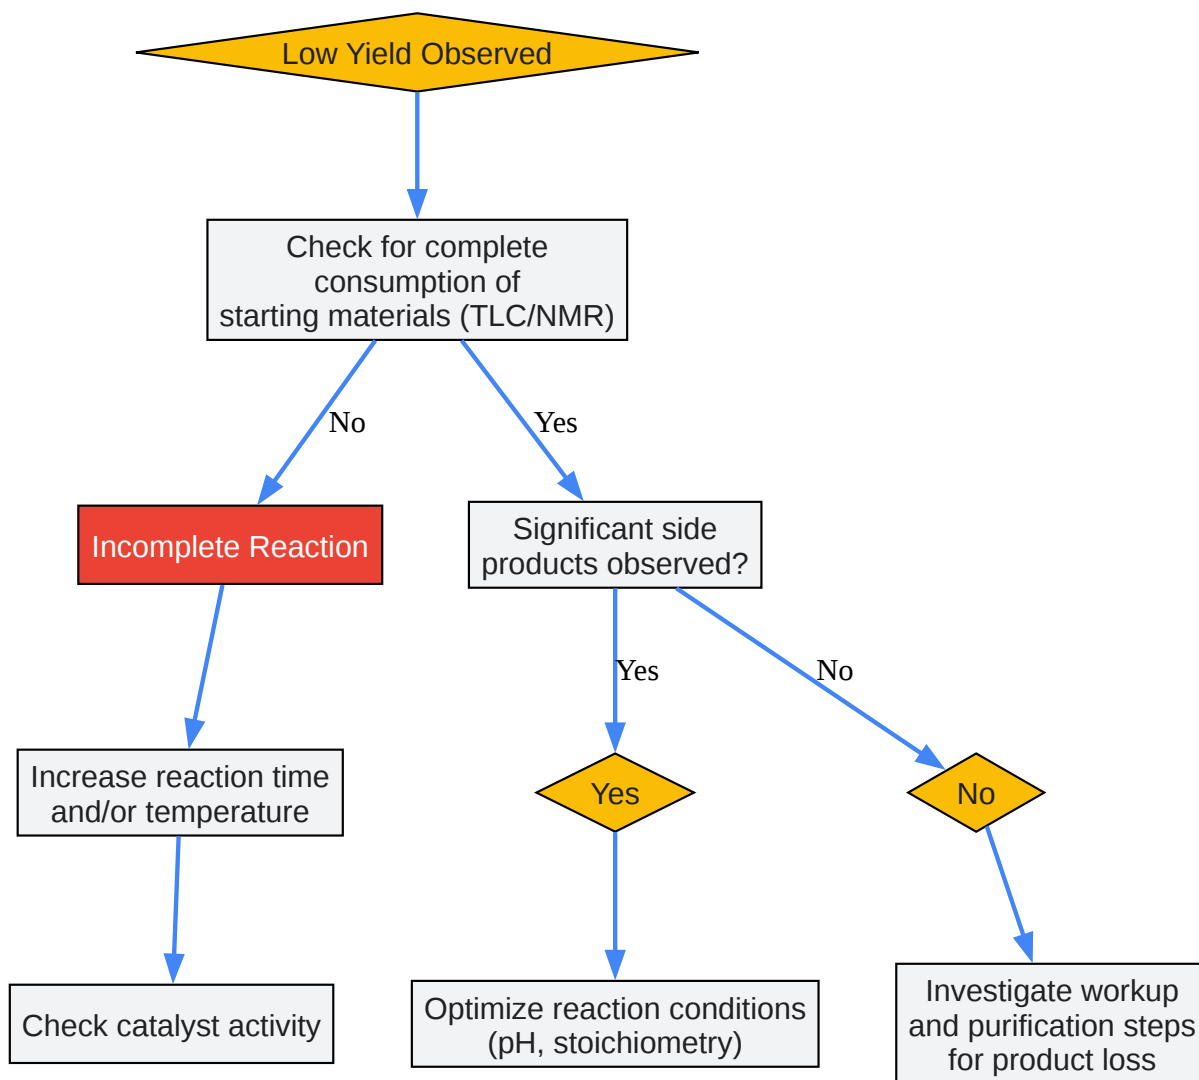 Low Yield Observed
Check for complete
consumption of
starting materials (TLC/NMR)
No
Yes
Incomplete Reaction
Significant side
products observed?
Yes
No
Increase reaction time
and/or temperature
Yes
No
Check catalyst activity
Optimize reaction conditions
(pH, stoichiometry)
Investigate workup
and purification steps
for product loss